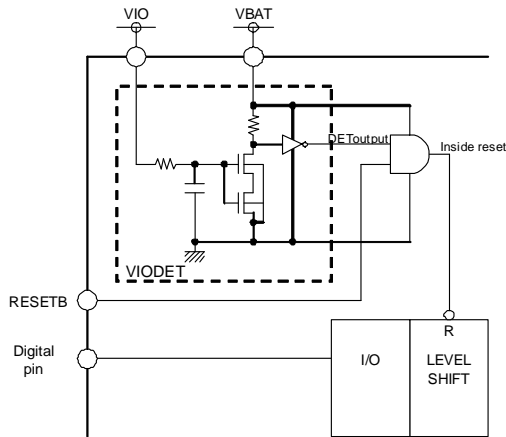 VIO VBAT
DEToutput
Inside reset
VIODET
RESETB
R
Digital
pin
I/O
LEVEL
SHIFT